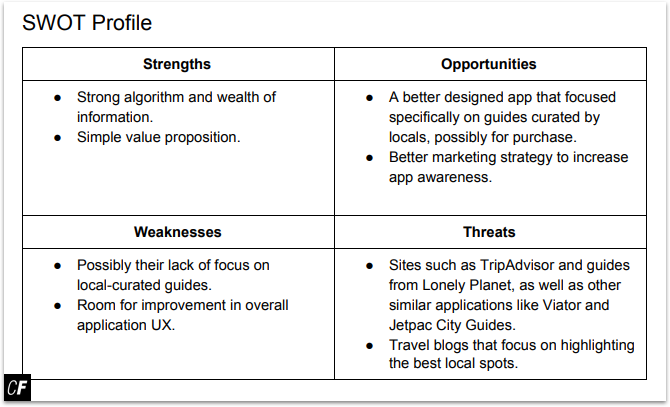 SWOT Profile
Strengths
● Strong algorithm and wealth of
information.
● Simple value proposition.
Opportunities
● A better designed app that focused
specifically on guides curated by
locals, possibly for purchase.
● Better marketing strategy to increase
app awareness.
Weaknesses
● Possibly their lack of focus on
local-curated guides.
● Room for improvement in overall
application UX.
Threats
● Sites such as TripAdvisor and guides
from Lonely Planet, as well as other
similar applications like Viator and
Jetpac City Guides.
● Travel blogs that focus on highlighting
the best local spots.
CF